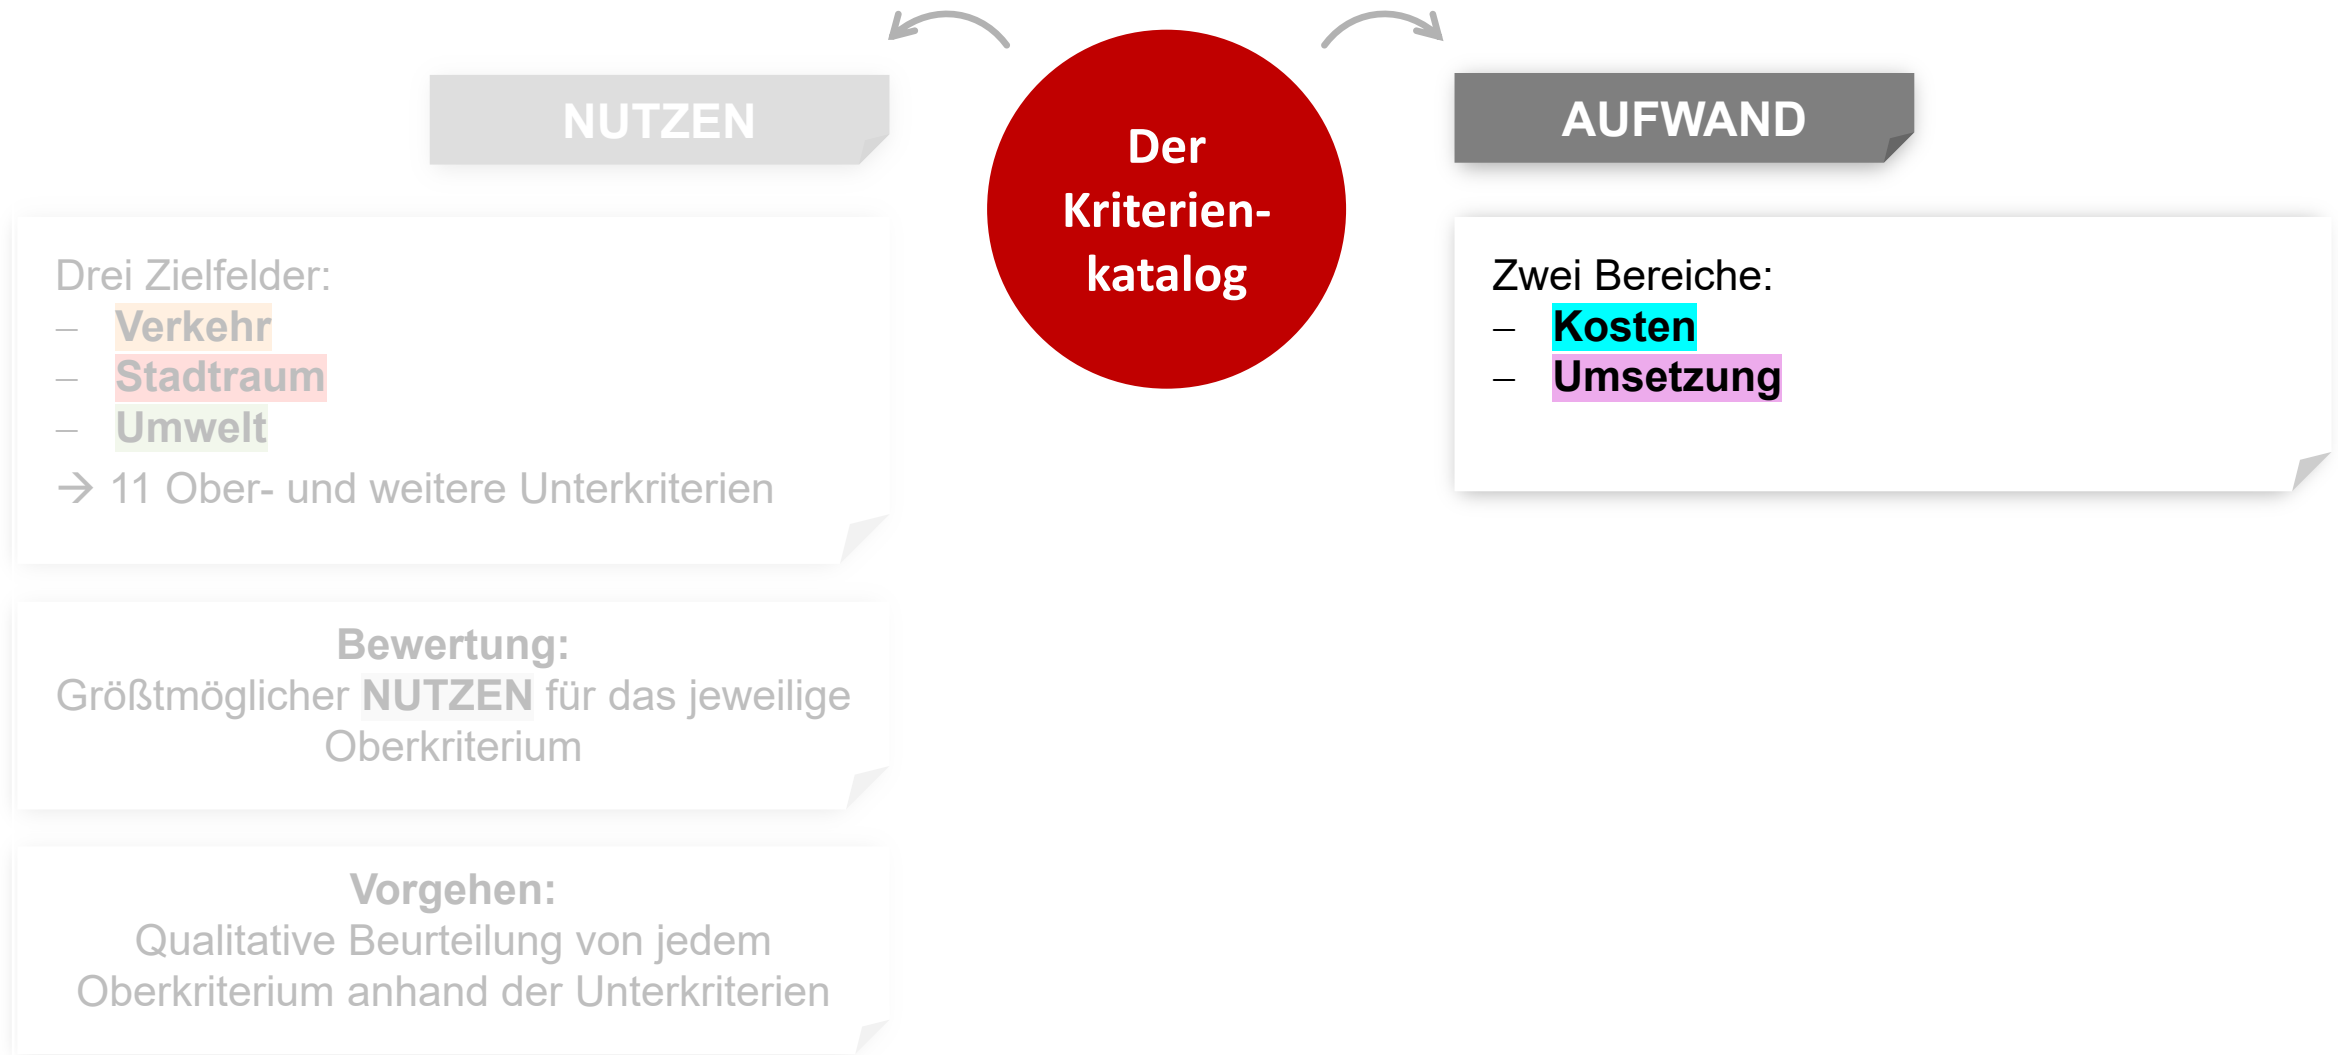 Der
Kriterien-
katalog
NUTZEN
Drei Zielfelder:
– Verkehr
– Stadtraum
– Umwelt
→ 11 Ober- und weitere Unterkriterien
Bewertung:
Größtmöglicher NUTZEN für das jeweilige
Oberkriterium
Vorgehen:
Qualitative Beurteilung von jedem
Oberkriterium anhand der Unterkriterien
AUFWAND
Zwei Bereiche:
– Kosten
– Umsetzung